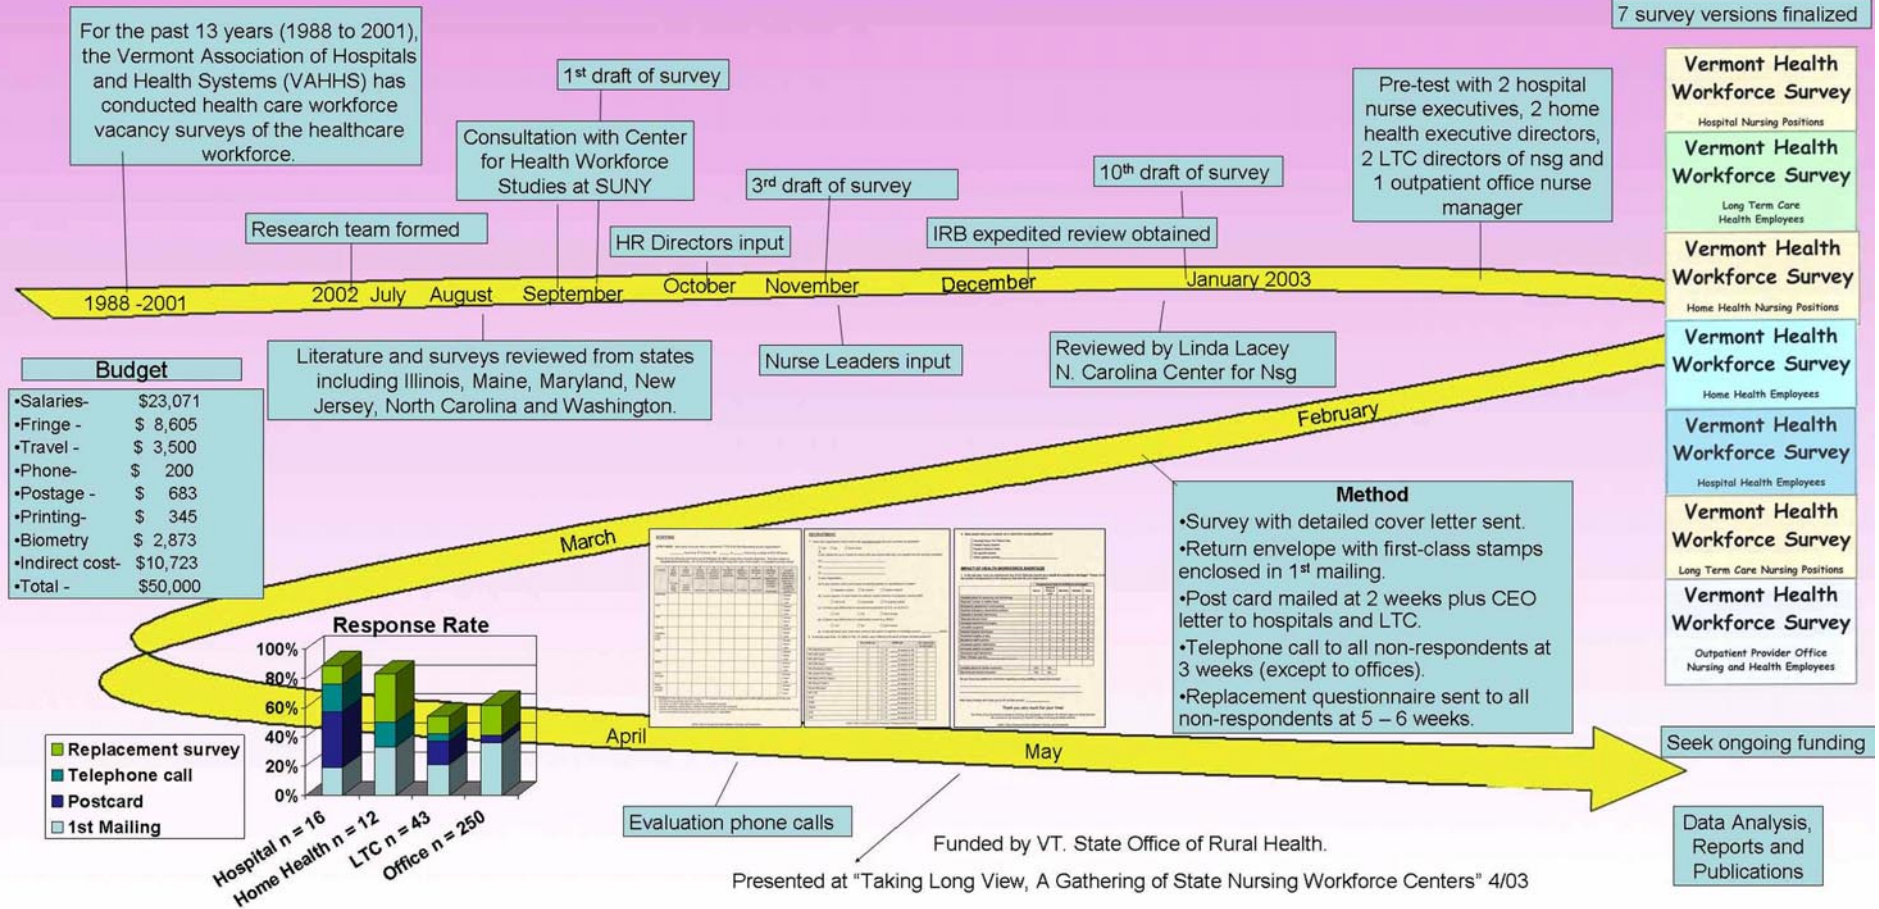 For the past 13 years (1988 to 2001),
the Vermont Association of Hospitals
and Health Systems (VAHHS) has
conducted health care workforce
vacancy surveys of the healthcare
workforce.
Research team formed
1st draft of survey
Consultation with Center
for Health Workforce
Studies at SUNY
HR Directors input
3rd draft of survey
IRB expedited review obtained
10th draft of survey
Pre-test with 2 hospital
nurse executives, 2 home
health executive directors,
2 LTC directors of nsg and
1 outpatient office nurse
manager
7 survey versions finalized
Vermont Health
Workforce Survey
Hospital Nursing Positions
Vermont Health
Workforce Survey
Long Term Care
Health Employees
Vermont Health
Workforce Survey
Home Health Nursing Positions
Vermont Health
Workforce Survey
Home Health Employees
Vermont Health
Workforce Survey
Hospital Health Employees
Vermont Health
Workforce Survey
Long Term Care Nursing Positions
Vermont Health
Workforce Survey
Outpatient Provider Office
Nursing and Health Employees
1988 -2001 2002 July August September October November December January 2003
Literature and surveys reviewed from states
including Illinois, Maine, Maryland, New
Jersey, North Carolina and Washington.
Nurse Leaders input
Reviewed by Linda Lacey
N. Carolina Center for Nsg
February
March
Budget
•Salaries- $23,071
•Fringe - $ 8,605
•Travel - $ 3,500
•Phone- $ 200
•Postage - $ 683
•Printing- $ 345
•Biometry $ 2,873
•Indirect cost- $10,723
•Total - $50,000
Method
•Survey with detailed cover letter sent.
•Return envelope with first-class stamps
enclosed in 1st mailing.
•Post card mailed at 2 weeks plus CEO
letter to hospitals and LTC.
•Telephone call to all non-respondents at
3 weeks (except to offices).
•Replacement questionnaire sent to all
non-respondents at 5 – 6 weeks.
Response Rate
100%
80%
60%
40%
20%
0%
Hospital n = 16
Home Health n = 12
LTC n = 43
Office n = 250
Replacement survey
Telephone call
Postcard
1st Mailing
April
May
Evaluation phone calls
Seek ongoing funding
Data Analysis,
Reports and
Publications
Funded by VT. State Office of Rural Health.
Presented at “Taking Long View, A Gathering of State Nursing Workforce Centers” 4/03